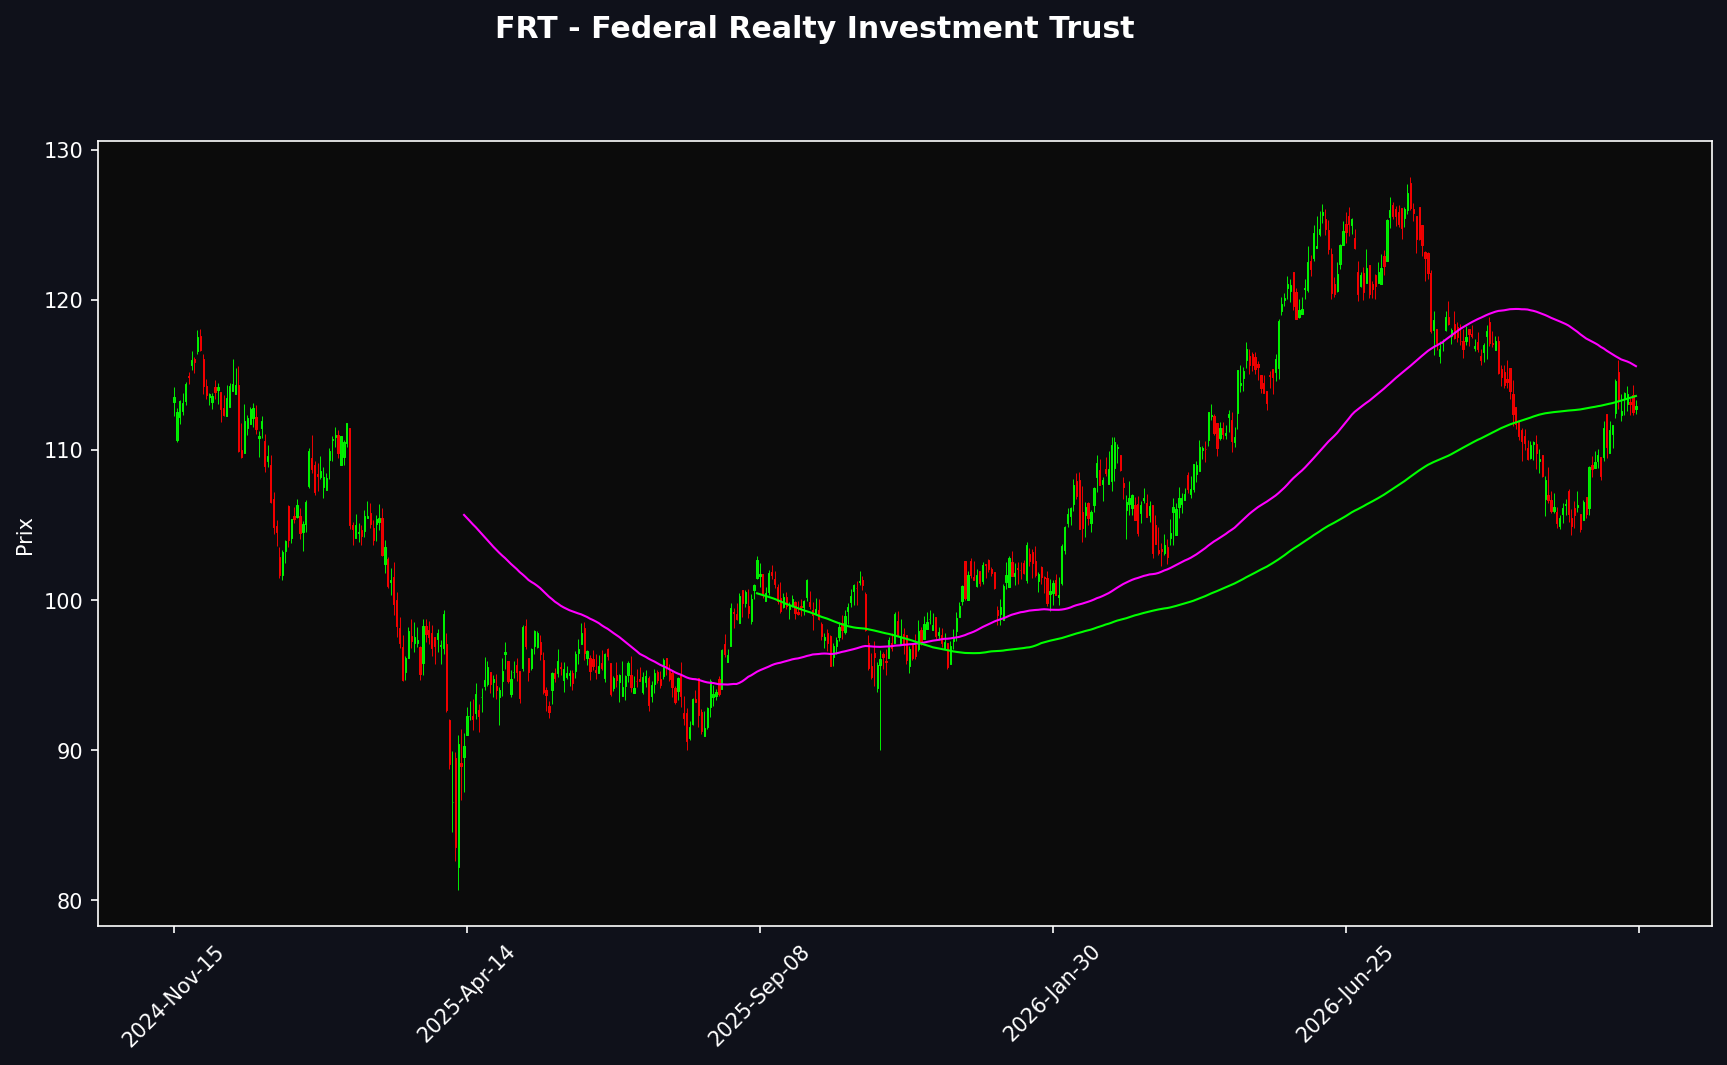 FRT - Federal Realty Investment Trust
Prix
130
120
110
100
90
80
2024-Nov-15
2025-Apr-14
2025-Sep-08
2026-Jan-30
2026-Jun-25